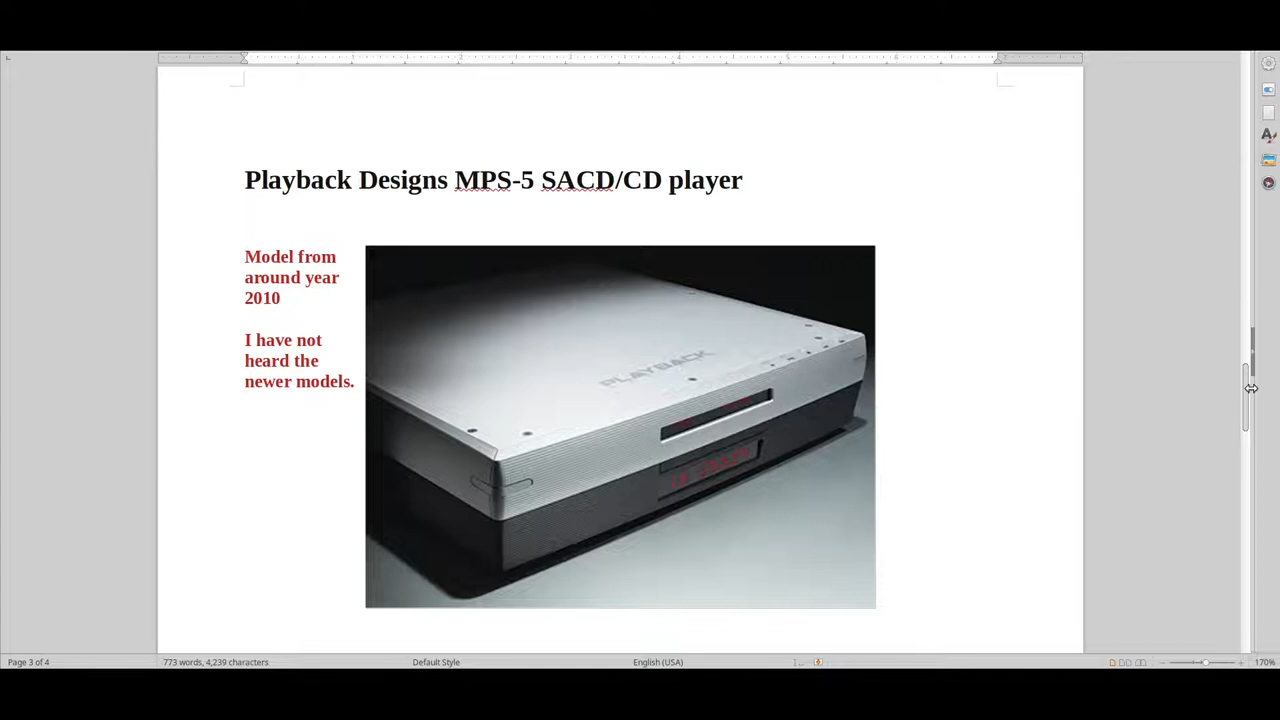 Playback Designs MPS-5 SACD/CD player
Model from
around year
2010
I have not
heard the
newer models.
PLAYBACK
Page 3 of 4
773 words, 4,239 characters
Default Style
English (USA)
170%